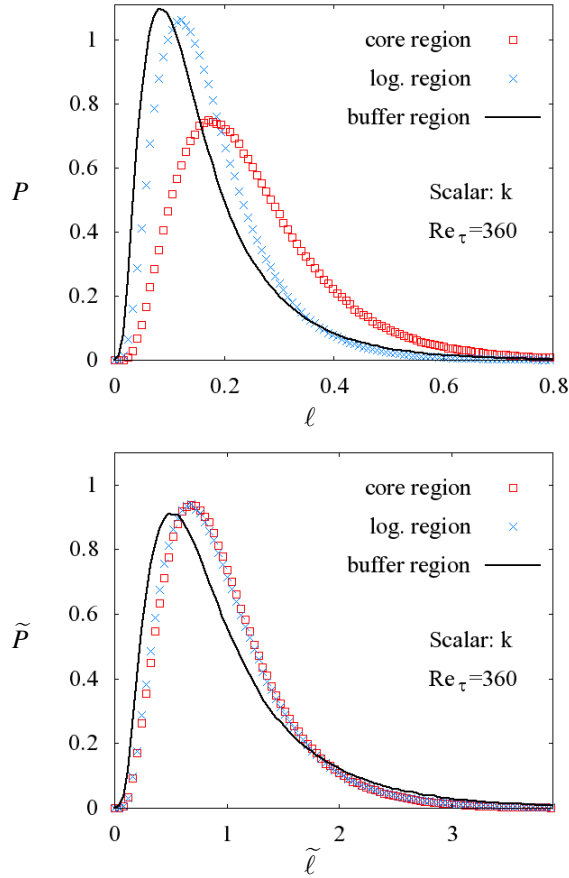 1
0.8
0.6
0.4
0.2
0
P
core region
log. region
buffer region
Scalar: k
Re τ=360
0 0.2 0.4 0.6 0.8
ℓ
1
0.8
0.6
0.4
0.2
0
P̃
core region
log. region
buffer region
Scalar: k
Re τ=360
0 1 2 3
ℓ̃